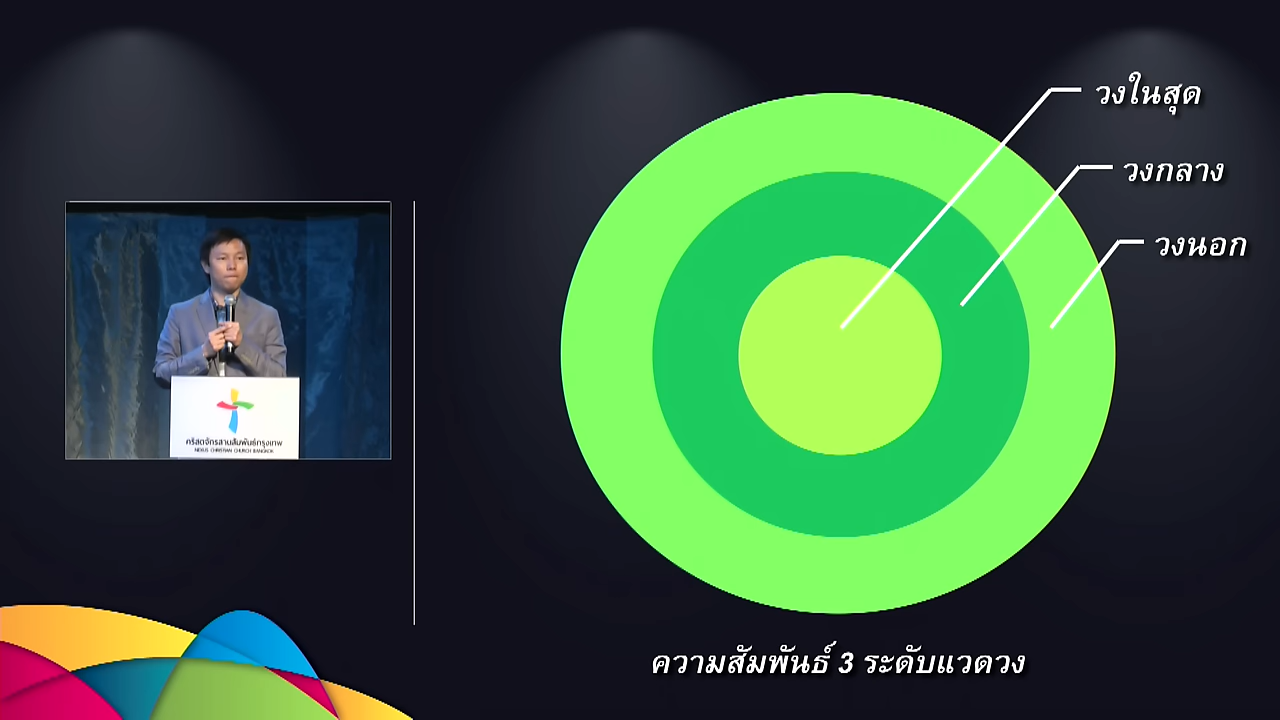 วงในสุด
วงกลาง
วงนอก
คริสตจักรสานสัมพันธ์กรุงเทพ
NEXUS CHRISTIAN CHURCH BANGKOK
ความสัมพันธ์ 3 ระดับแวดวง